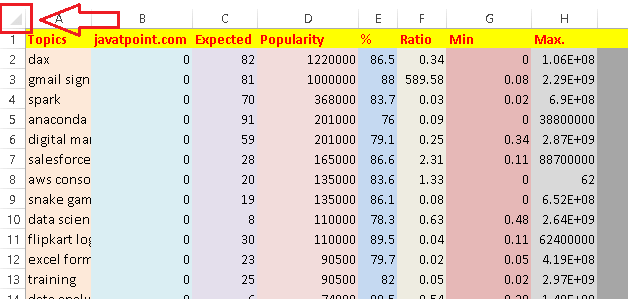 A B C D E F G H
1 Topics javatpoint.com Expected Popularity % Ratio Min Max.
2 dax 0 82 1220000 86.5 0.34 0 1.06E+08
3 gmail sign 0 81 1000000 88 589.58 0.08 2.29E+09
4 spark 0 70 368000 83.7 0.03 0.02 6.9E+08
5 anaconda 0 91 201000 76 0.09 0 38800000
6 digital mar 0 59 201000 79.1 0.25 0.34 2.87E+09
7 salesforce 0 28 165000 86.6 2.31 0.11 88700000
8 aws conso 0 20 135000 83.6 1.33 0 62
9 snake gam 0 19 135000 86.1 0.08 0 6.52E+08
10 data scien 0 8 110000 78.3 0.63 0.48 2.64E+09
11 flipkart log 0 30 110000 89.5 0.04 0.11 62400000
12 excel form 0 23 90500 79.7 0.02 0.05 4.19E+08
13 training 0 25 90500 82 0.05 0.02 2.97E+09